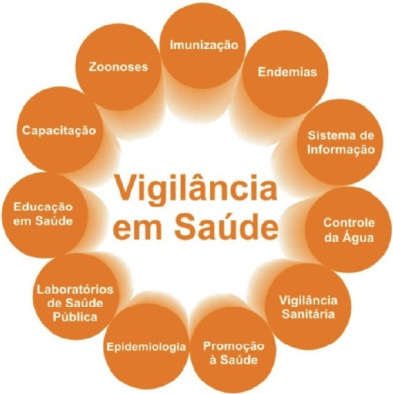 Imunização
Endemias
Sistema de
Informação
Controle
da Água
Vigilância
Sanitária
Promoção
à Saúde
Epidemiologia
Laboratórios
de Saúde
Pública
Educação
em Saúde
Capacitação
Zoonoses
Vigilância
em Saúde